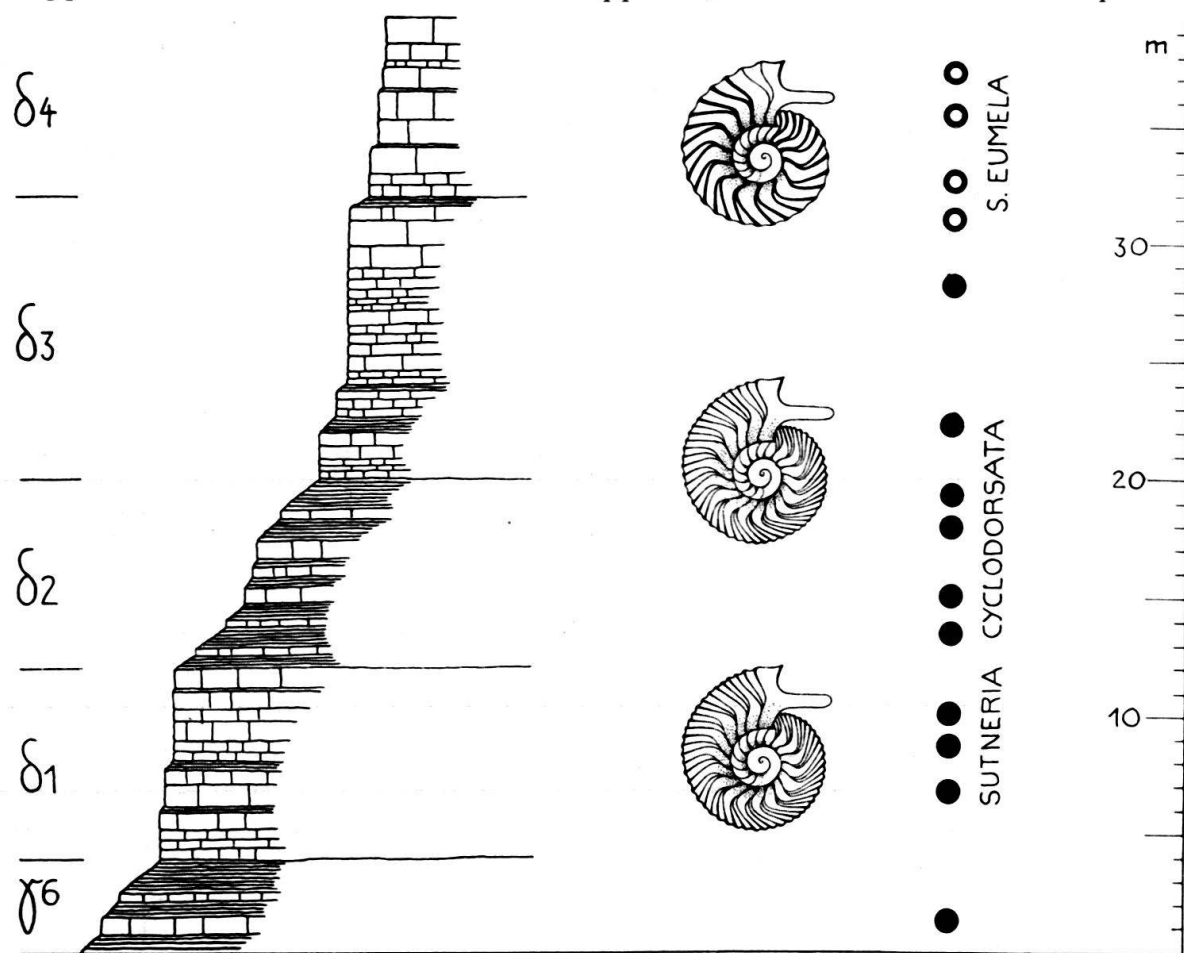 m
δ4
S. EUMELA
30
δ3
20
SUTNERIA CYCLODORSATA
δ2
10
δ1
γ6